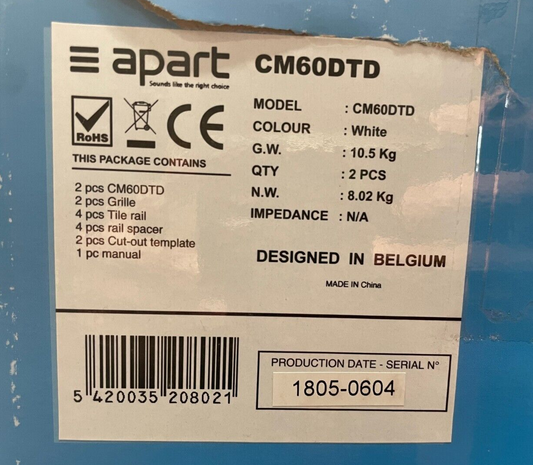 apart
Sounds like the right choice
CM60DTD
RoHS
CE
THIS PACKAGE CONTAINS
2 pcs CM60DTD
2 pcs Grille
4 pcs Tile rail
4 pcs rail spacer
2 pcs Cut-out template
1 pc manual
MODEL : CM60DTD
COLOUR : White
G.W. : 10.5 Kg
QTY : 2 PCS
N.W. : 8.02 Kg
IMPEDANCE : N/A
DESIGNED IN BELGIUM
MADE IN China
5 420035 208021
PRODUCTION DATE - SERIAL N°
1805-0604